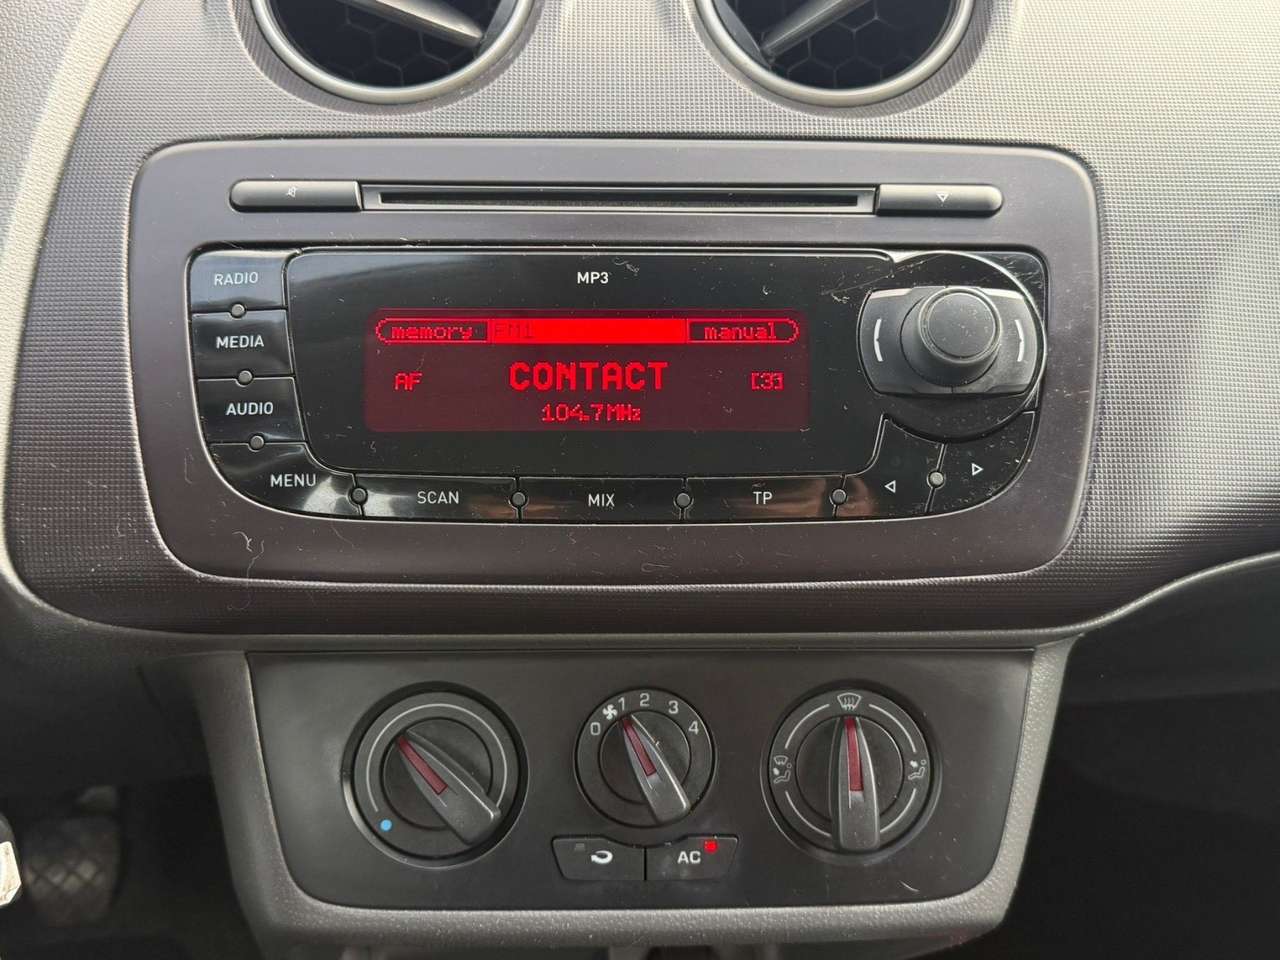 MP3
RADIO
MEDIA
AUDIO
MENU
memory FM1 manual
AF CONTACT [3]
104.7MHz
SCAN MIX TP
0 1 2 3 4
AC